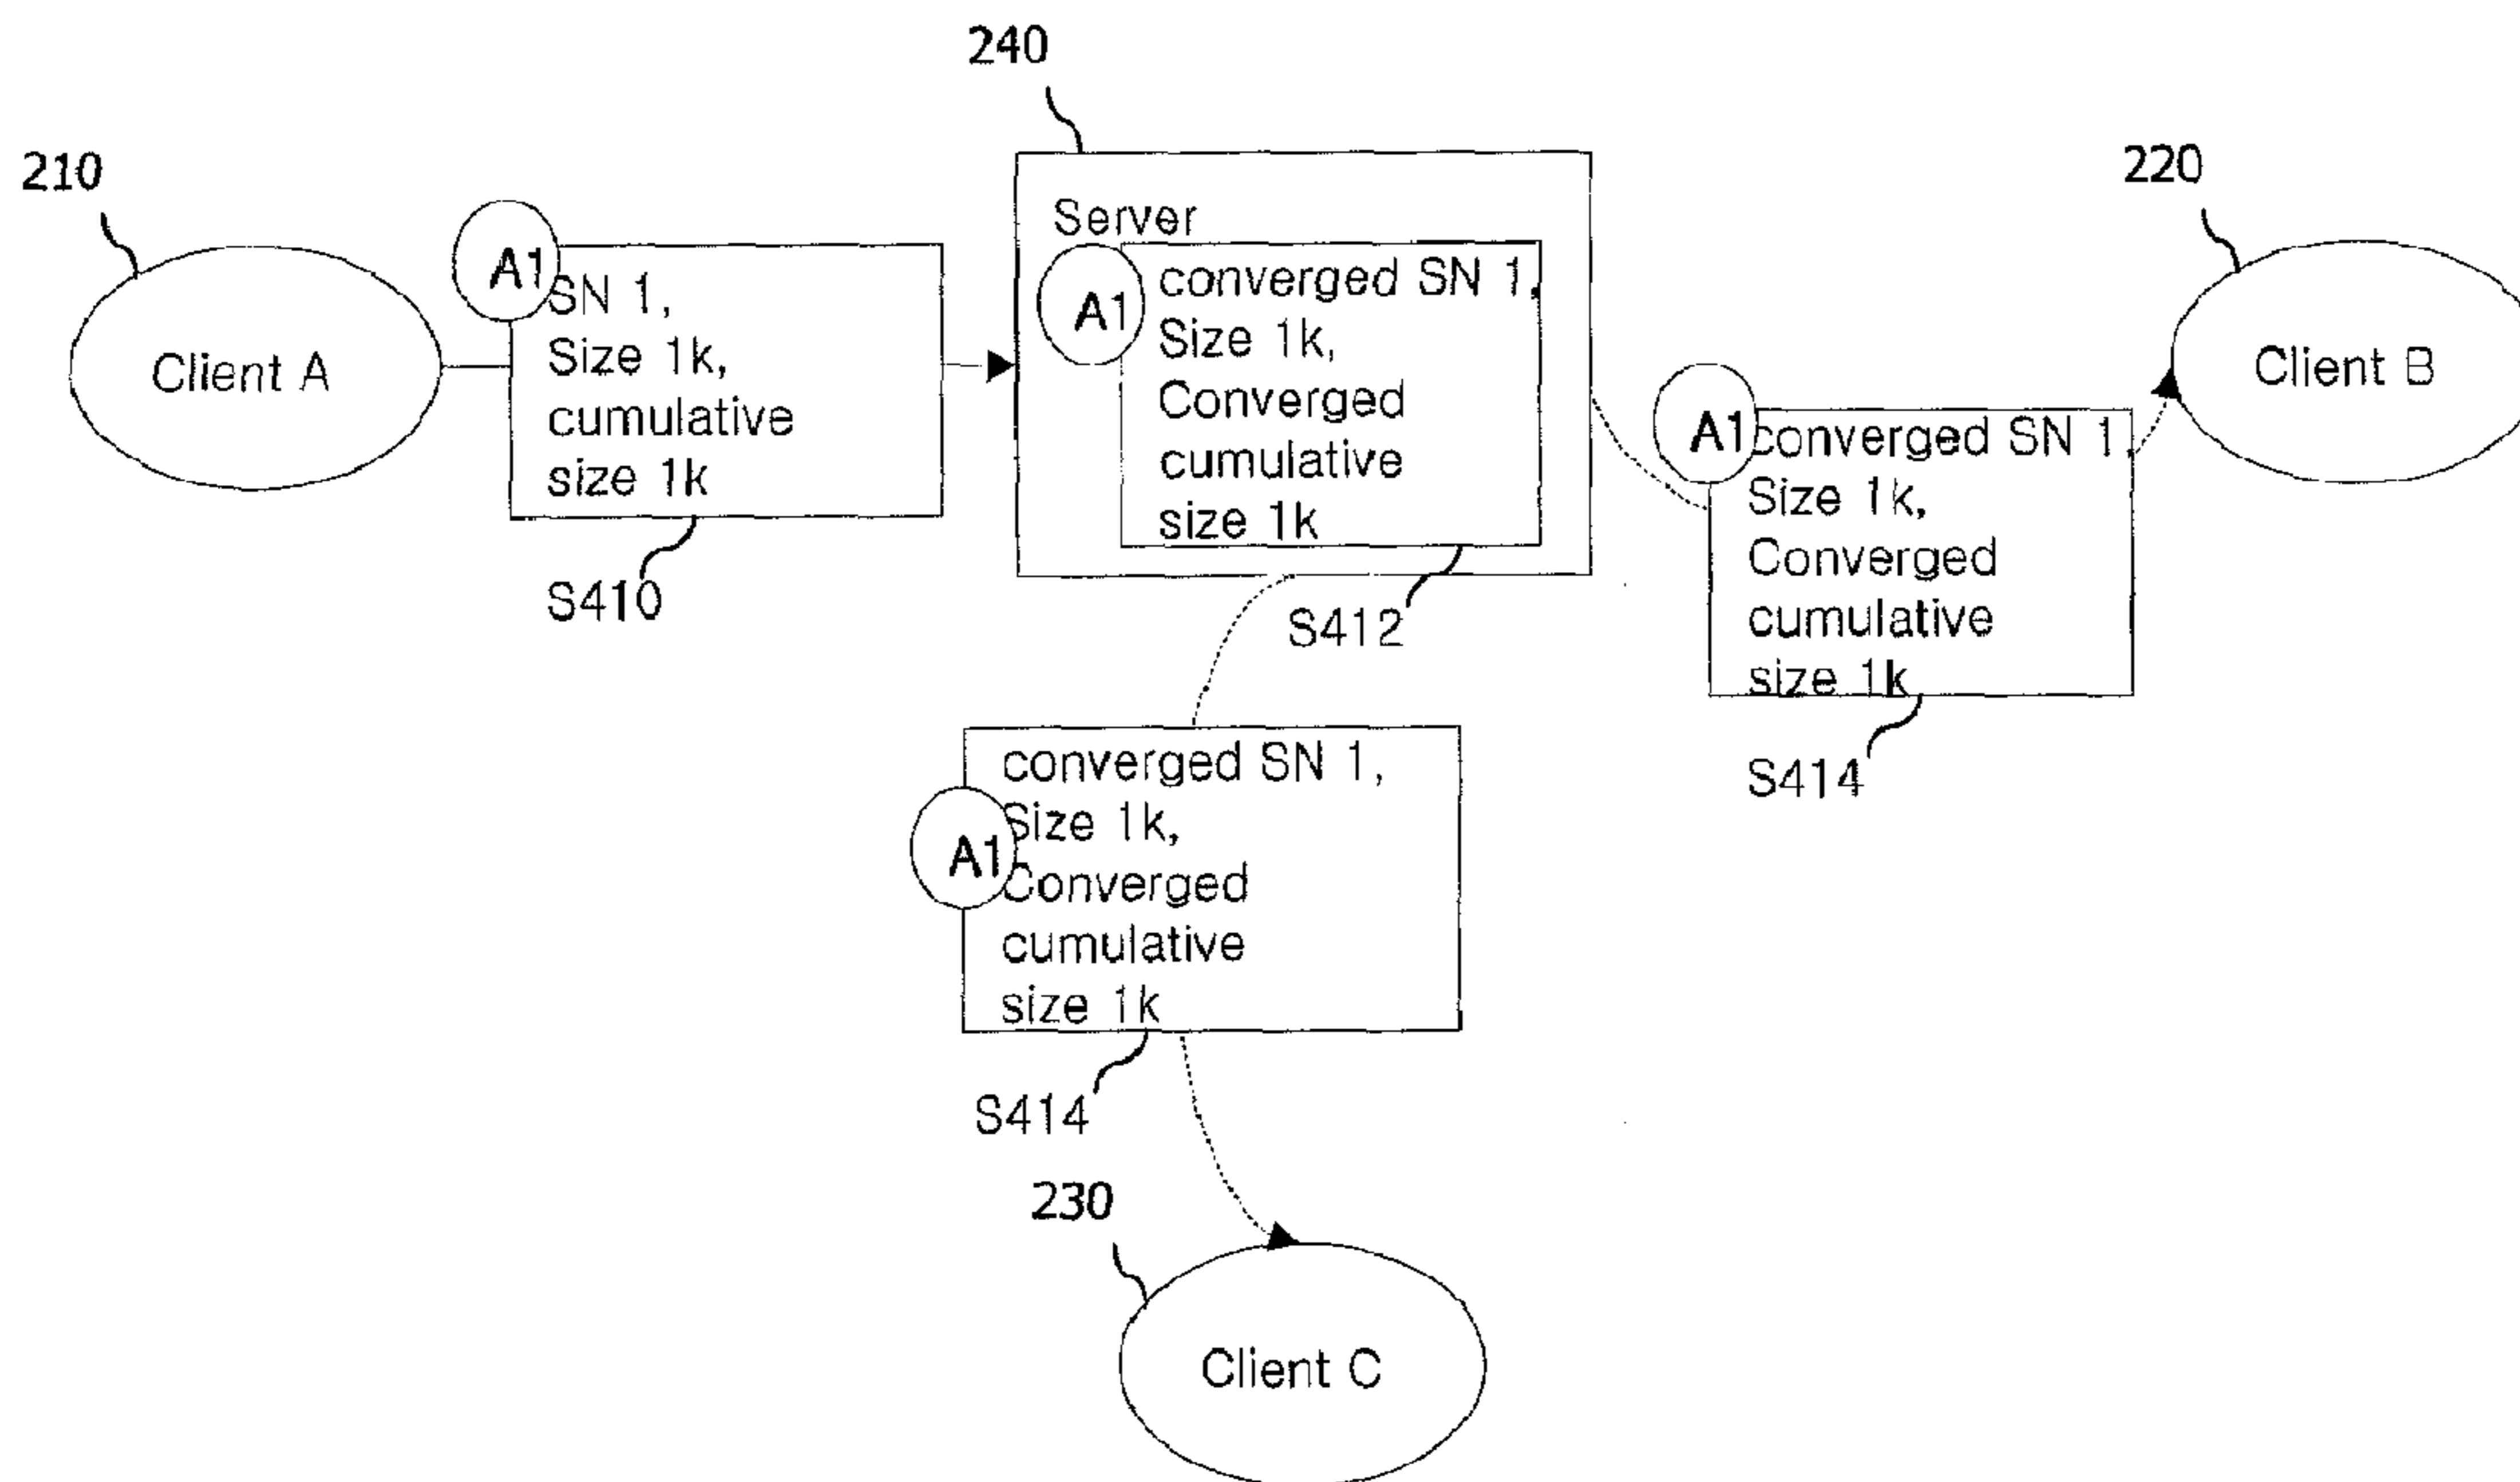 240
210
220
Server
A1
SN 1,
Size 1k,
cumulative
size 1k
Client A
S410
A1
converged SN 1,
Size 1k,
Converged
cumulative
size 1k
S412
A1
converged SN 1,
Size 1k,
Converged
cumulative
size 1k
Client B
S414
converged SN 1,
Size 1k,
A1
Converged
cumulative
size 1k
S414
230
Client C